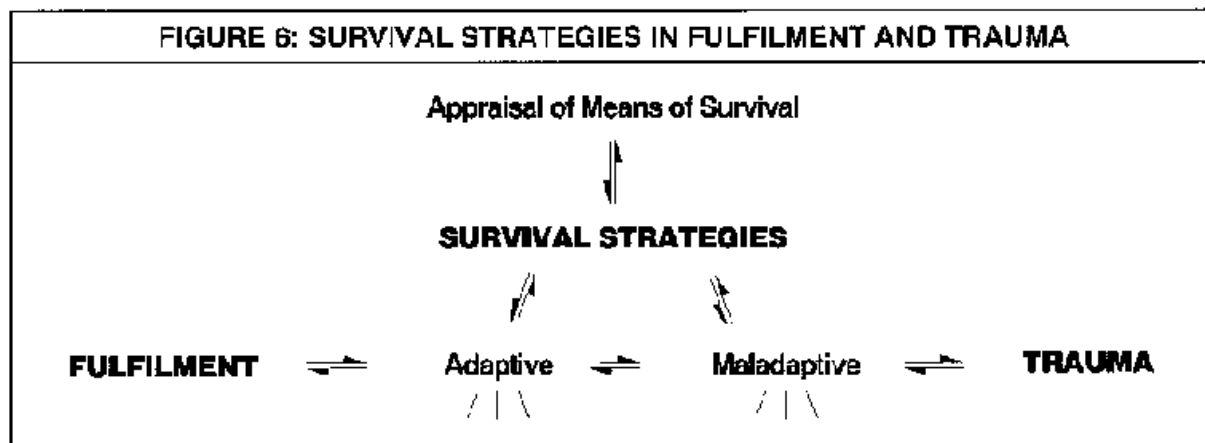 FIGURE 6: SURVIVAL STRATEGIES IN FULFILMENT AND TRAUMA
Appraisal of Means of Survival
SURVIVAL STRATEGIES
FULFILMENT Adaptive Maladaptive TRAUMA